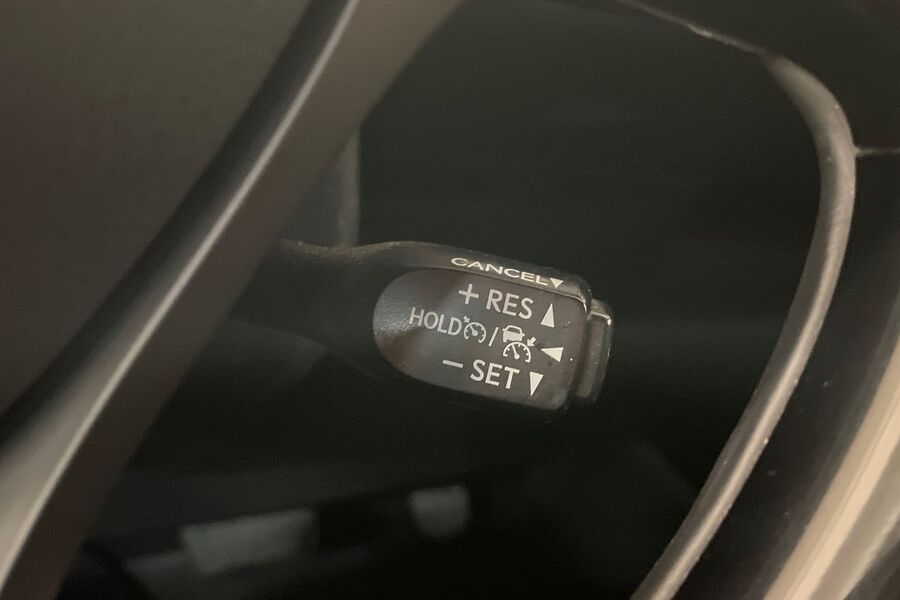 CANCEL▼
+ RES ▲
HOLD / ◀
− SET ▼